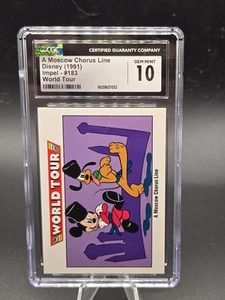 CGC
CERTIFIED GUARANTY COMPANY
A Moscow Chorus Line
Disney (1991)
Impel - #183
World Tour
GEM MINT
10
WORLD TOUR
A Moscow Chorus Line